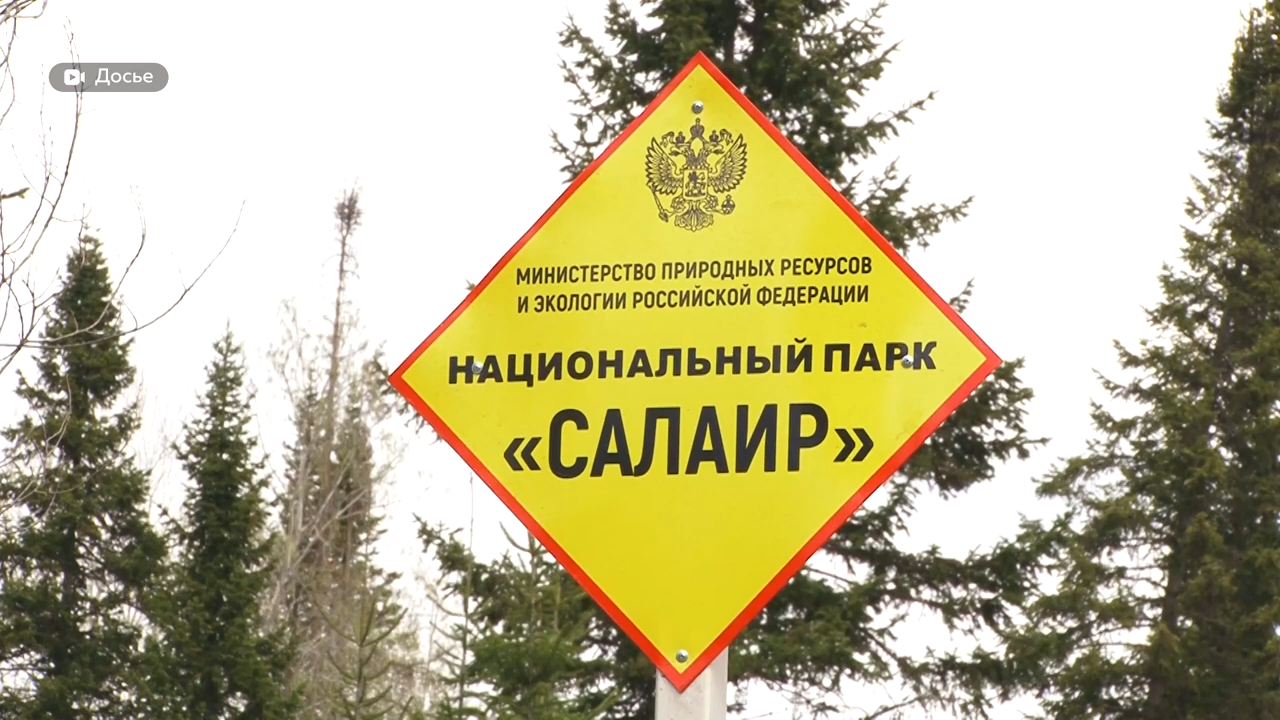 Досье
МИНИСТЕРСТВО ПРИРОДНЫХ РЕСУРСОВ
И ЭКОЛОГИИ РОССИЙСКОЙ ФЕДЕРАЦИИ
НАЦИОНАЛЬНЫЙ ПАРК
«САЛАИР»